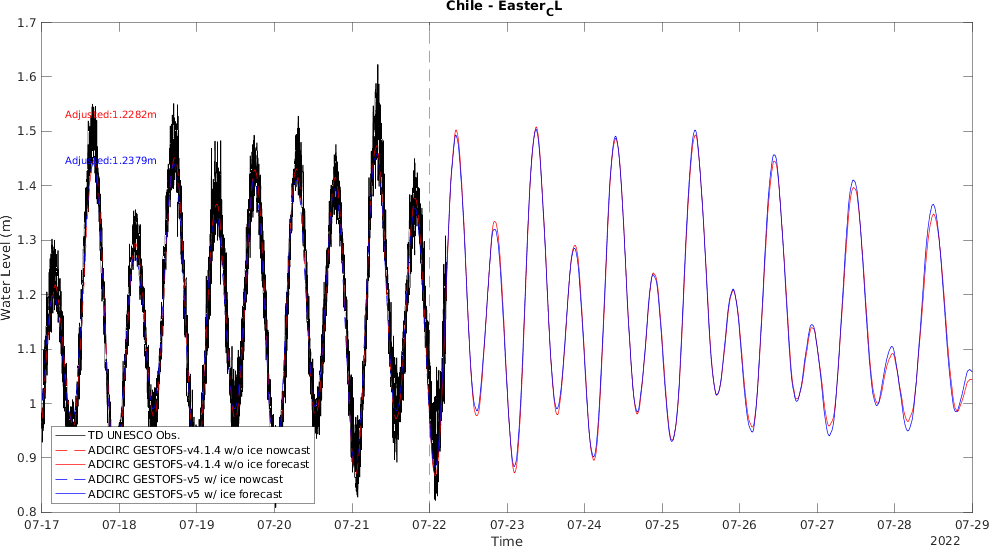 Chile - Easter_CL
1.7
1.6
1.5
1.4
1.3
1.2
1.1
1
0.9
0.8
Water Level (m)
Adjusted:1.2282m
Adjusted:1.2379m
TD UNESCO Obs.
ADCIRC GESTOFS-v4.1.4 w/o ice nowcast
ADCIRC GESTOFS-v4.1.4 w/o ice forecast
ADCIRC GESTOFS-v5 w/ ice nowcast
ADCIRC GESTOFS-v5 w/ ice forecast
07-17 07-18 07-19 07-20 07-21 07-22 07-23 07-24 07-25 07-26 07-27 07-28 07-29
Time
2022